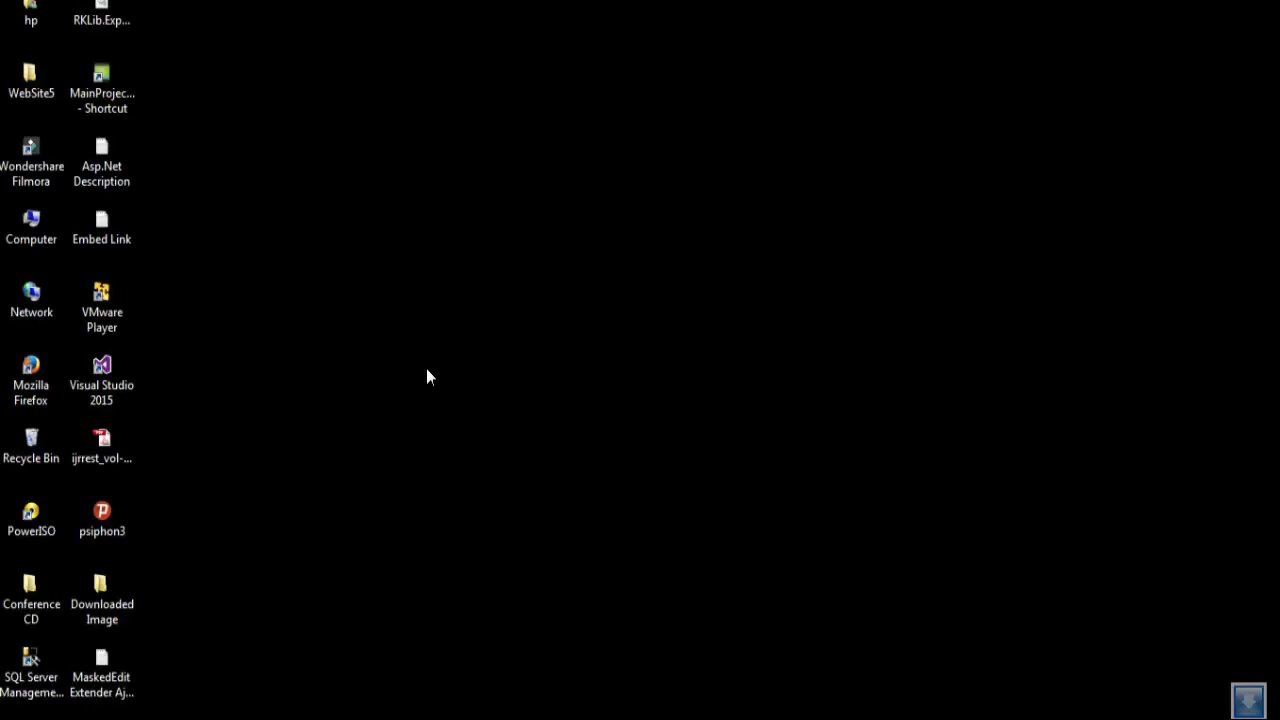 hp
RKLib.Exp...
WebSite5
MainProjec...
- Shortcut
Wondershare
Filmora
Asp.Net
Description
Computer
Embed Link
Network
VMware
Player
Mozilla
Firefox
Visual Studio
2015
Recycle Bin
ijrrest_vol-...
PowerISO
psiphon3
Conference
CD
Downloaded
Image
SQL Server
Manageme...
MaskedEdit
Extender Aj...